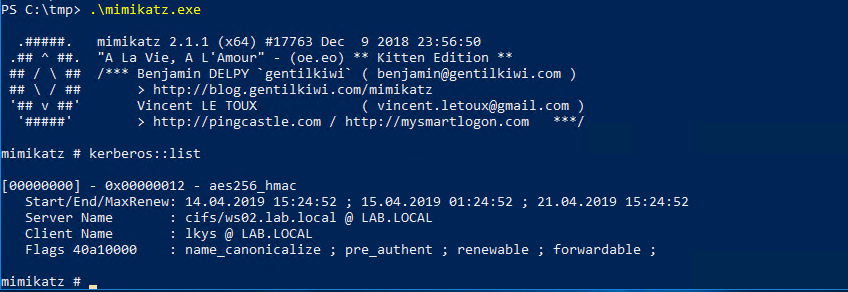 PS C:\tmp> .\mimikatz.exe
.#####. mimikatz 2.1.1 (x64) #17763 Dec 9 2018 23:56:50
.## ^ ##. "A La Vie, A L'Amour" - (oe.eo) ** Kitten Edition **
## / \ ## /*** Benjamin DELPY `gentilkiwi` ( benjamin@gentilkiwi.com )
## \ / ## > http://blog.gentilkiwi.com/mimikatz
'## v ##' Vincent LE TOUX ( vincent.letoux@gmail.com )
'#####' > http://pingcastle.com / http://mysmartlogon.com ***/
mimikatz # kerberos::list
[00000000] - 0x00000012 - aes256_hmac
Start/End/MaxRenew: 14.04.2019 15:24:52 ; 15.04.2019 01:24:52 ; 21.04.2019 15:24:52
Server Name : cifs/ws02.lab.local @ LAB.LOCAL
Client Name : lkys @ LAB.LOCAL
Flags 40a10000 : name_canonicalize ; pre_authent ; renewable ; forwardable ;
mimikatz # _